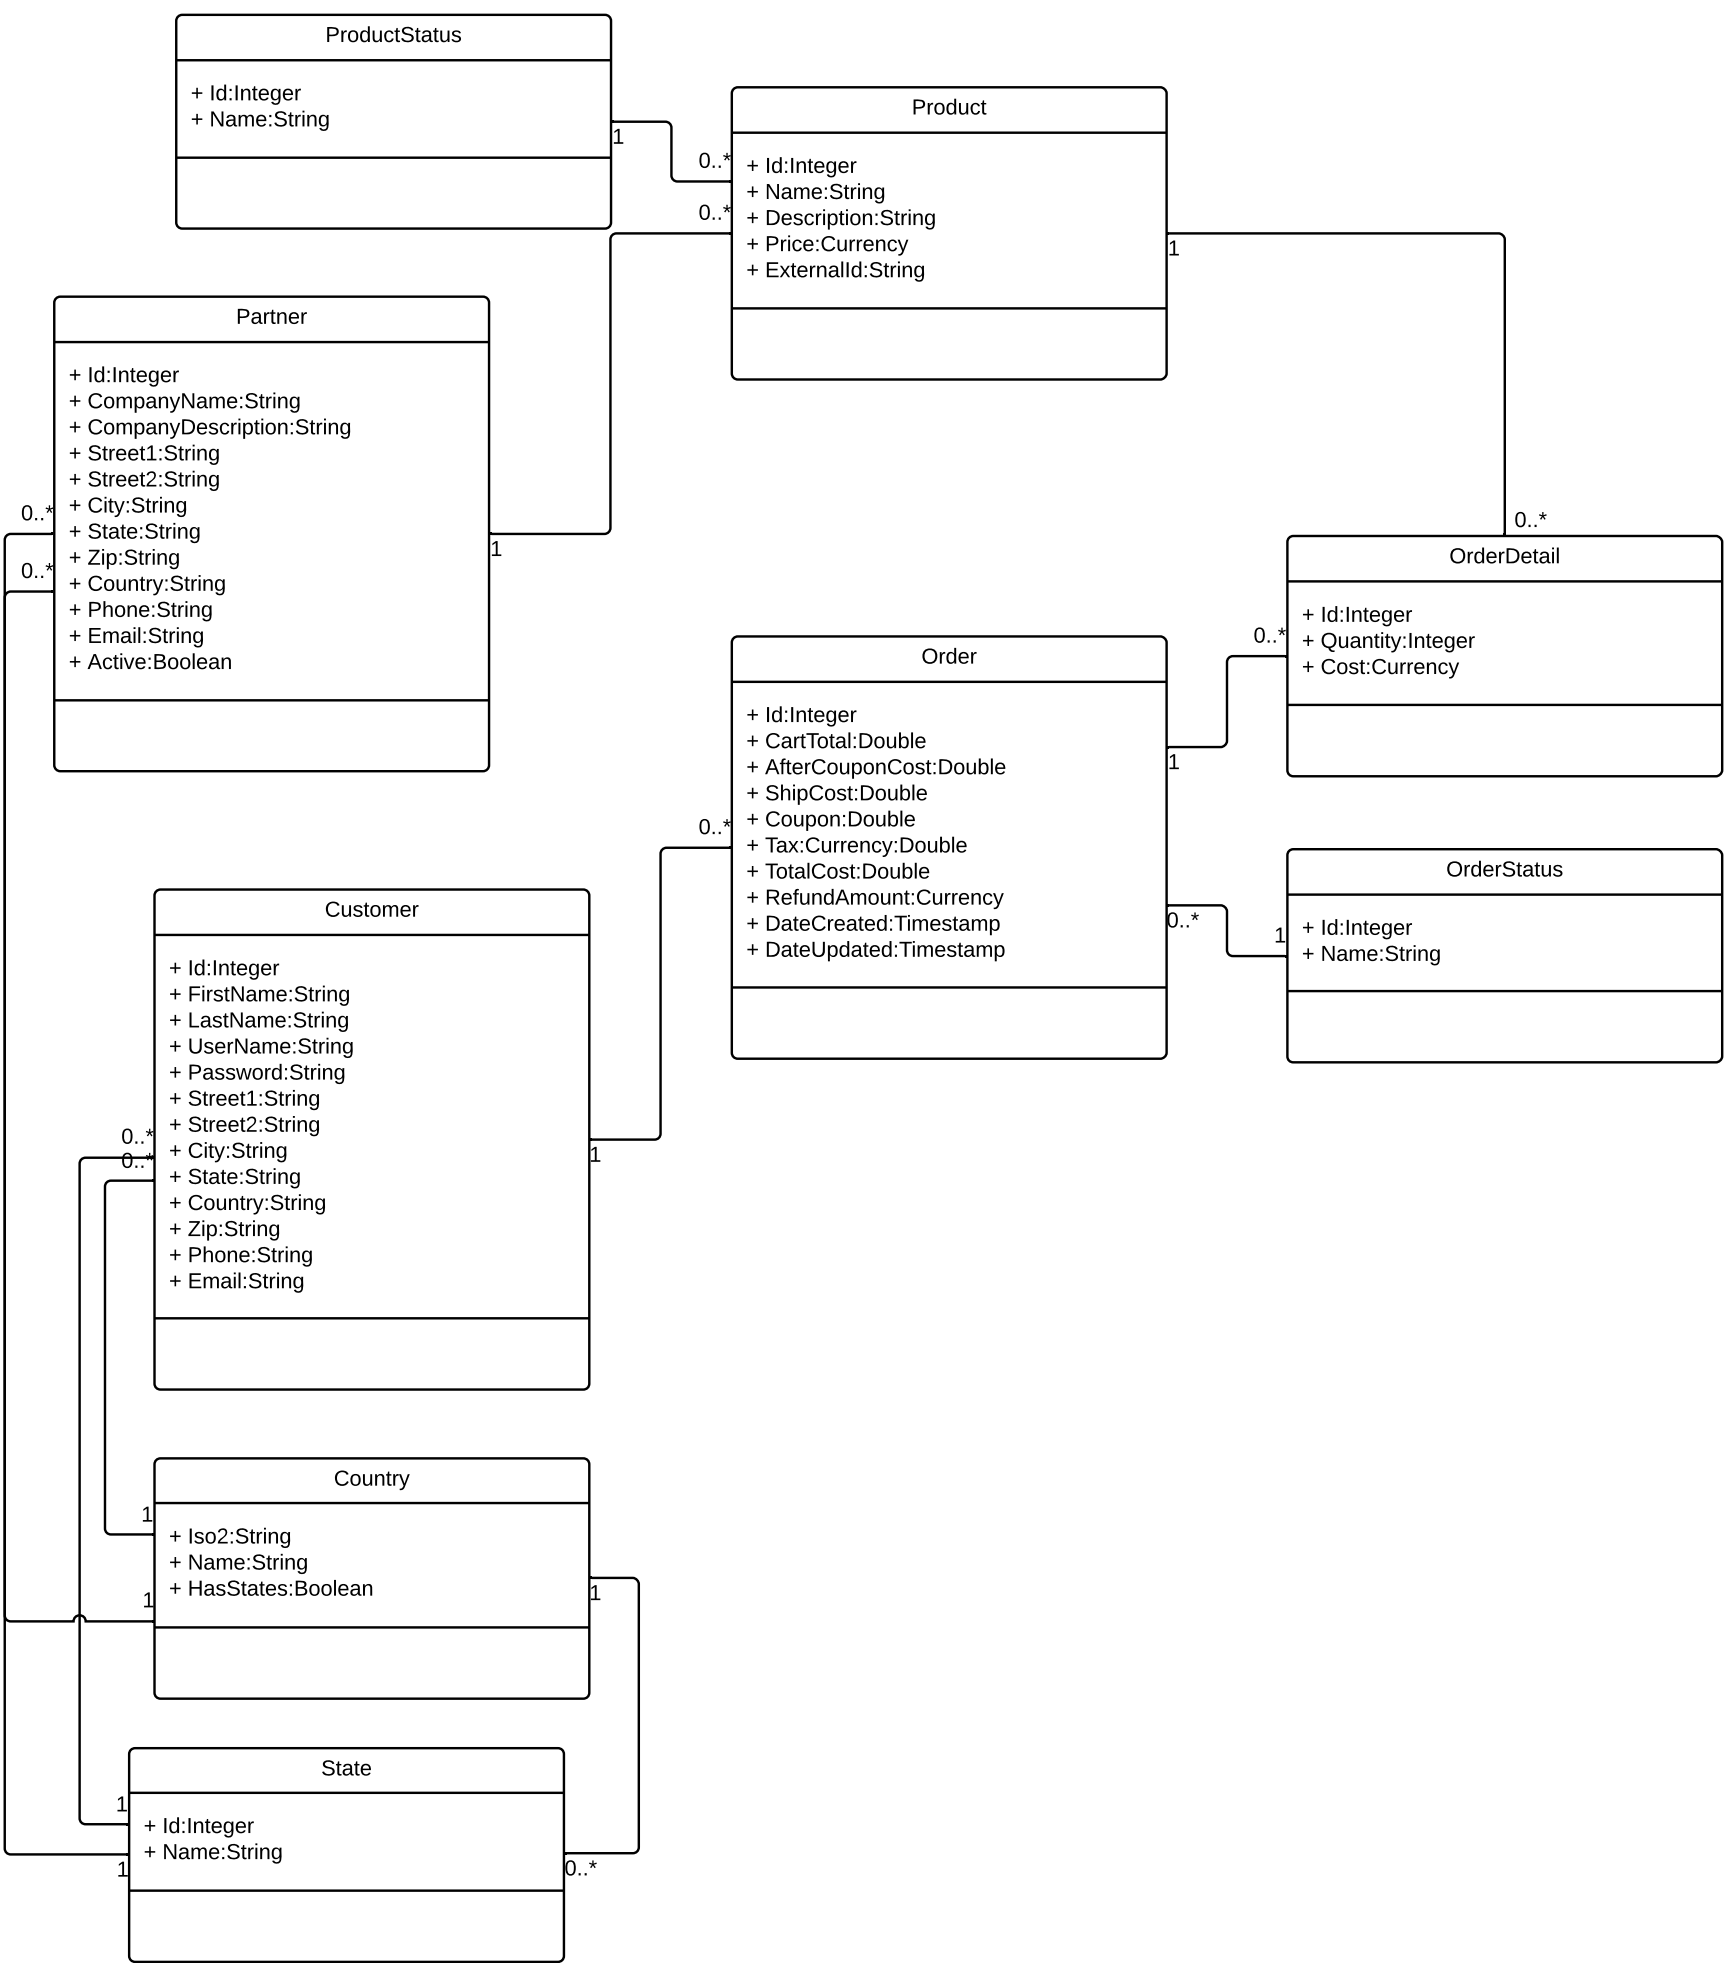 ProductStatus
+ Id:Integer
+ Name:String
1
Product
+ Id:Integer
+ Name:String
+ Description:String
+ Price:Currency
+ ExternalId:String
0..*
0..*
1
Partner
+ Id:Integer
+ CompanyName:String
+ CompanyDescription:String
+ Street1:String
+ Street2:String
+ City:String
+ State:String
+ Zip:String
+ Country:String
+ Phone:String
+ Email:String
+ Active:Boolean
0..*
0..*
1
0..*
OrderDetail
+ Id:Integer
+ Quantity:Integer
+ Cost:Currency
0..*
Order
+ Id:Integer
+ CartTotal:Double
+ AfterCouponCost:Double
+ ShipCost:Double
+ Coupon:Double
+ Tax:Currency:Double
+ TotalCost:Double
+ RefundAmount:Currency
+ DateCreated:Timestamp
+ DateUpdated:Timestamp
1
0..*
0..*
1
OrderStatus
+ Id:Integer
+ Name:String
Customer
+ Id:Integer
+ FirstName:String
+ LastName:String
+ UserName:String
+ Password:String
+ Street1:String
+ Street2:String
+ City:String
+ State:String
+ Country:String
+ Zip:String
+ Phone:String
+ Email:String
0..*
0..*
1
Country
+ Iso2:String
+ Name:String
+ HasStates:Boolean
1
1
1
State
+ Id:Integer
+ Name:String
1
1
0..*